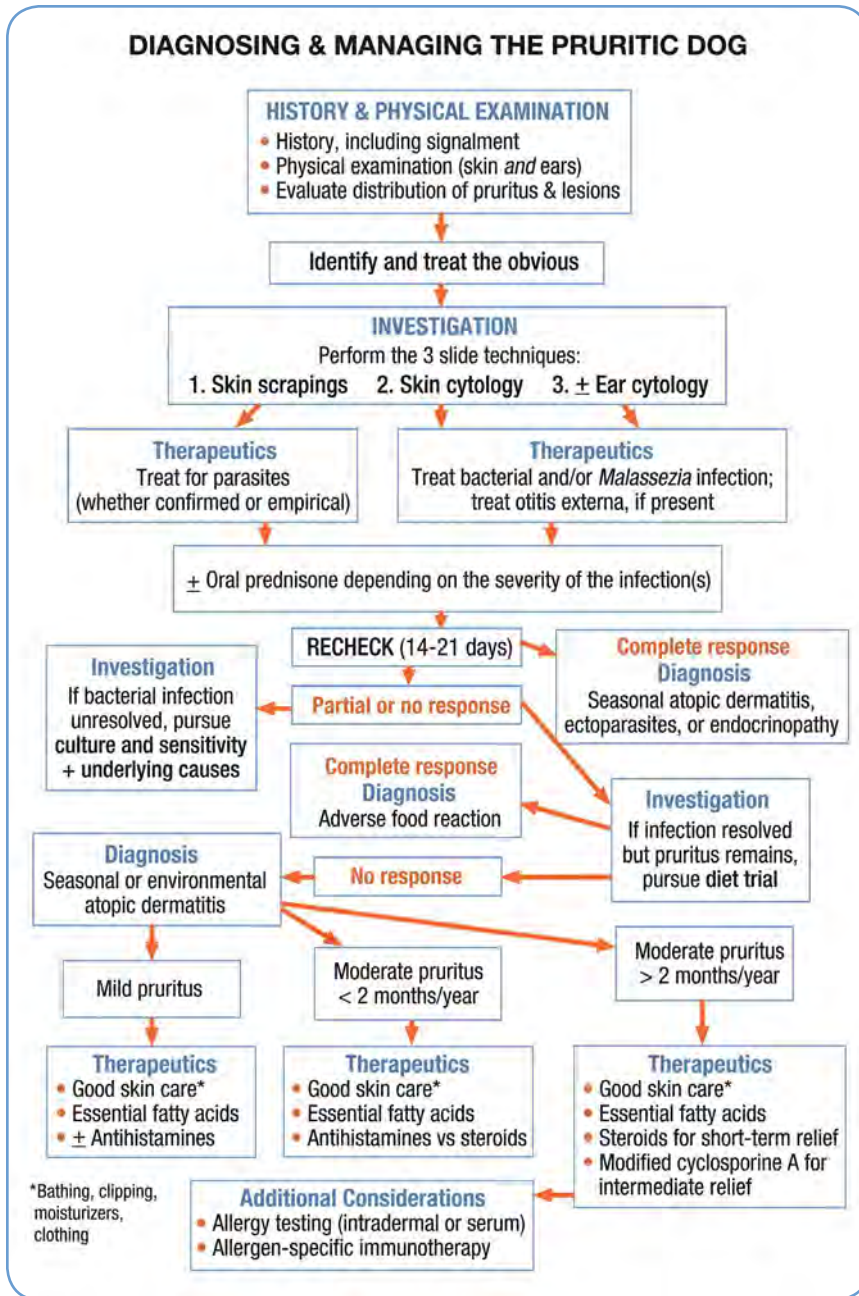 DIAGNOSING & MANAGING THE PRURITIC DOG
HISTORY & PHYSICAL EXAMINATION
• History, including signalment
• Physical examination (skin and ears)
• Evaluate distribution of pruritus & lesions
Identify and treat the obvious
INVESTIGATION
Perform the 3 slide techniques:
1. Skin scrapings 2. Skin cytology 3. ± Ear cytology
Therapeutics
Treat for parasites
(whether confirmed or empirical)
Therapeutics
Treat bacterial and/or Malassezia infection;
treat otitis externa, if present
± Oral prednisone depending on the severity of the infection(s)
RECHECK (14-21 days)
Complete response
Diagnosis
Seasonal atopic dermatitis,
ectoparasites, or endocrinopathy
Partial or no response
Investigation
If bacterial infection
unresolved, pursue
culture and sensitivity
+ underlying causes
Complete response
Diagnosis
Adverse food reaction
Investigation
If infection resolved
but pruritus remains,
pursue diet trial
No response
Diagnosis
Seasonal or environmental
atopic dermatitis
Mild pruritus
Moderate pruritus
< 2 months/year
Moderate pruritus
> 2 months/year
Therapeutics
• Good skin care*
• Essential fatty acids
• ± Antihistamines
Therapeutics
• Good skin care*
• Essential fatty acids
• Antihistamines vs steroids
Therapeutics
• Good skin care*
• Essential fatty acids
• Steroids for short-term relief
• Modified cyclosporine A for
intermediate relief
*Bathing, clipping,
moisturizers,
clothing
Additional Considerations
• Allergy testing (intradermal or serum)
• Allergen-specific immunotherapy